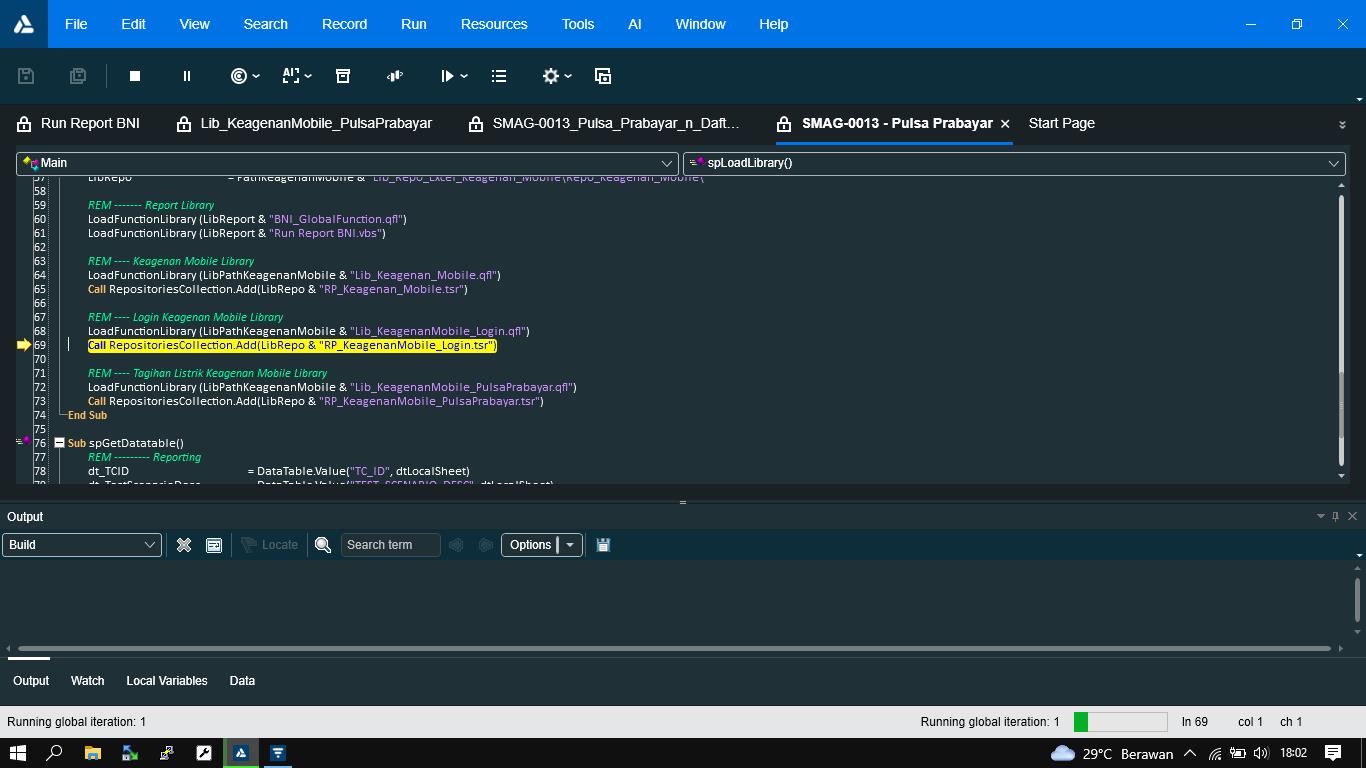 File Edit View Search Record Run Resources Tools AI Window Help
Run Report BNI Lib_KeagenanMobile_PulsaPrabayar SMAG-0013_Pulsa_Prabayar_n_Daft... SMAG-0013 - Pulsa Prabayar × Start Page
Main spLoadLibrary()
57 LibRepo = PathKeagenanMobile & "Lib_Repo_Excel_Keagenan_Mobile\Repo_Keagenan_Mobile\"
58
59 REM ------- Report Library
60 LoadFunctionLibrary (LibReport & "BNI_GlobalFunction.qfl")
61 LoadFunctionLibrary (LibReport & "Run Report BNI.vbs")
62
63 REM ---- Keagenan Mobile Library
64 LoadFunctionLibrary (LibPathKeagenanMobile & "Lib_Keagenan_Mobile.qfl")
65 Call RepositoriesCollection.Add(LibRepo & "RP_Keagenan_Mobile.tsr")
66
67 REM ---- Login Keagenan Mobile Library
68 LoadFunctionLibrary (LibPathKeagenanMobile & "Lib_KeagenanMobile_Login.qfl")
69 Call RepositoriesCollection.Add(LibRepo & "RP_KeagenanMobile_Login.tsr")
70
71 REM ---- Tagihan Listrik Keagenan Mobile Library
72 LoadFunctionLibrary (LibPathKeagenanMobile & "Lib_KeagenanMobile_PulsaPrabayar.qfl")
73 Call RepositoriesCollection.Add(LibRepo & "RP_KeagenanMobile_PulsaPrabayar.tsr")
74 End Sub
75
76 Sub spGetDatatable()
77 REM --------- Reporting
78 dt_TCID = DataTable.Value("TC_ID", dtLocalSheet)
79 dt_TestScenarioDesc = DataTable.Value("TEST_SCENARIO_DESC", dtLocalSheet)
Output
Build Locate Search term Options
Output Watch Local Variables Data
Running global iteration: 1 Running global iteration: 1 ln 69 col 1 ch 1
29°C Berawan 18:02